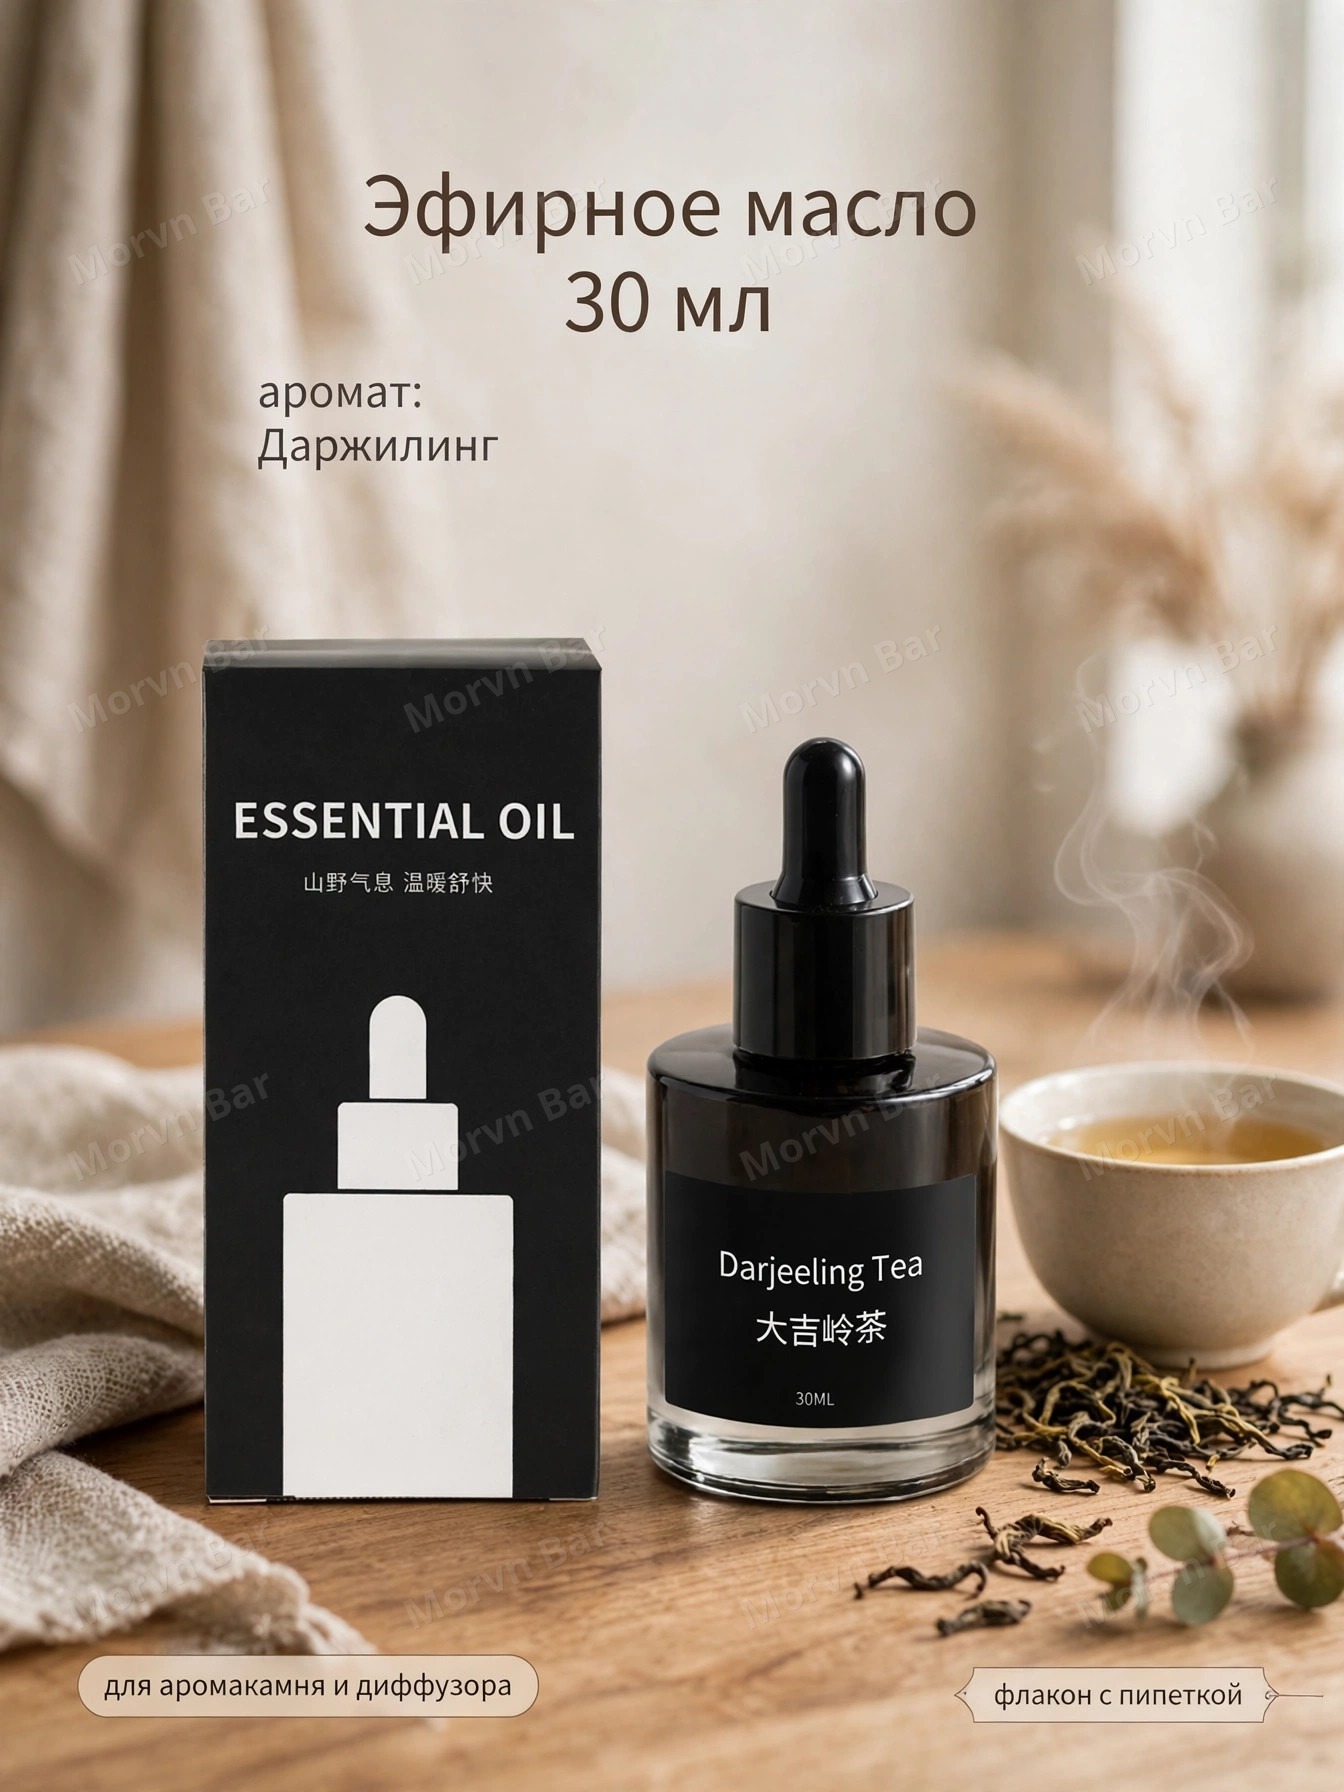 Эфирное масло
30 мл
аромат:
Даржилинг
ESSENTIAL OIL
山野气息 温暖舒快
Darjeeling Tea
大吉岭茶
30ML
для аромакамня и диффузора
флакон с пипеткой
Morvn Bar